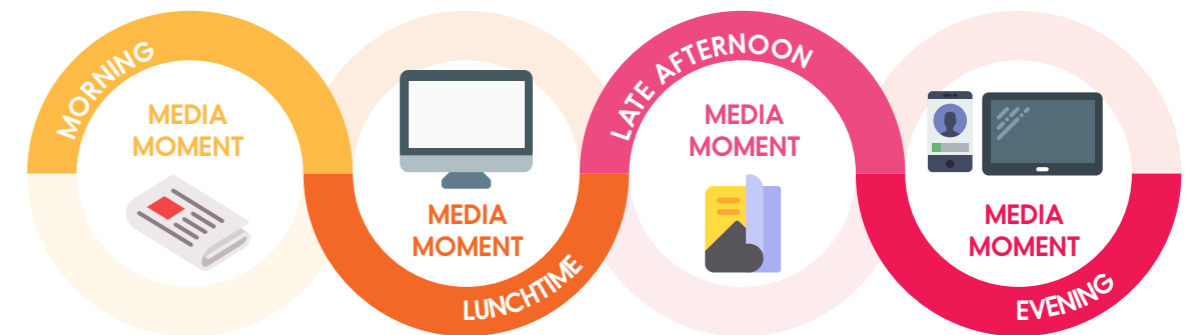 MORNING
MEDIA
MOMENT
MEDIA
MOMENT
LUNCHTIME
LATE AFTERNOON
MEDIA
MOMENT
MEDIA
MOMENT
EVENING